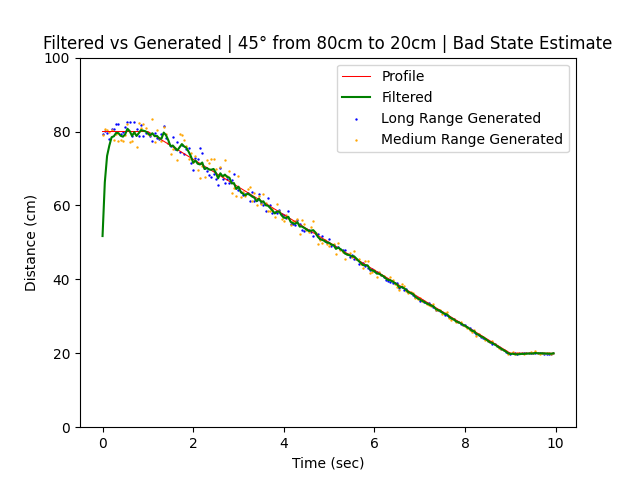 Filtered vs Generated | 45° from 80cm to 20cm | Bad State Estimate
100
80
60
40
20
0
Distance (cm)
Profile
Filtered
Long Range Generated
Medium Range Generated
0 2 4 6 8 10
Time (sec)